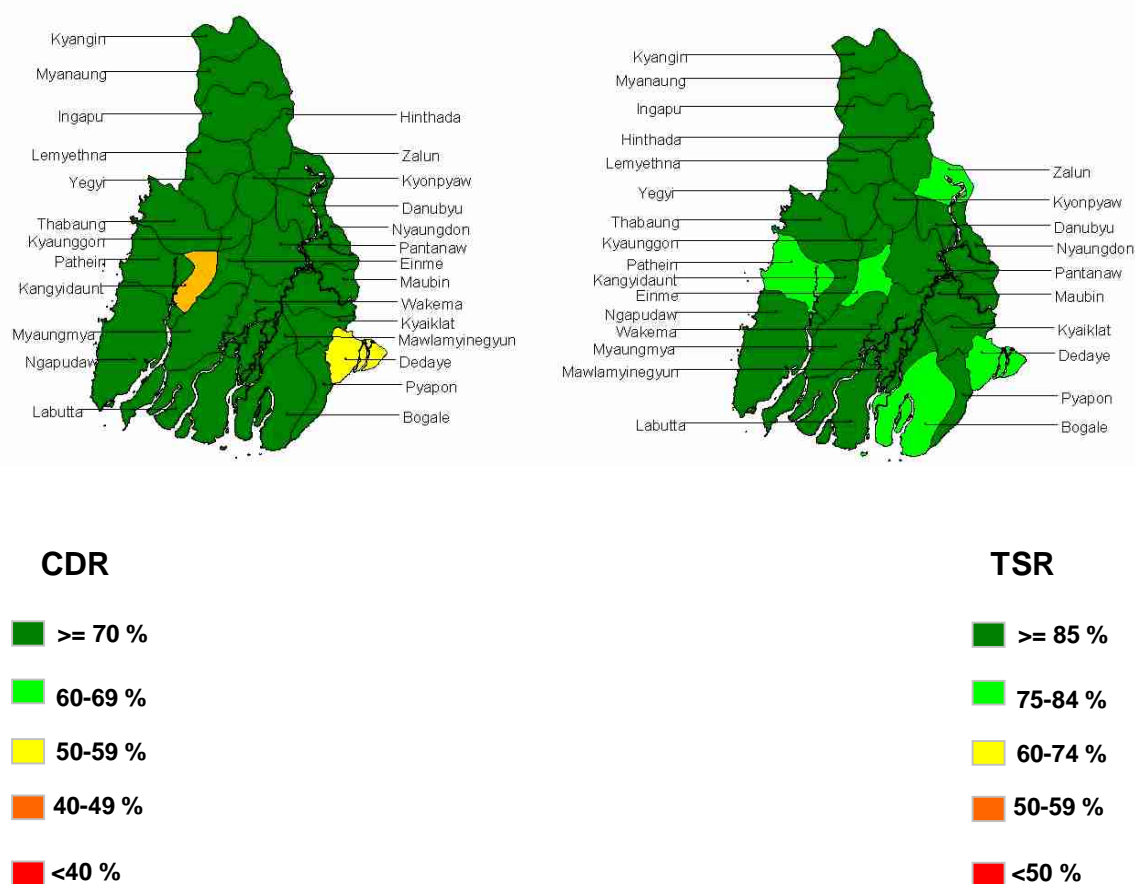 Kyangin
Myanaung
Ingapu
Hinthada
Lemyethna
Zalun
Yegyi
Kyonpyaw
Danubyu
Thabaung
Nyaungdon
Kyaunggon
Pantanaw
Pathein
Einme
Kangyidaunt
Maubin
Wakema
Kyaiklat
Myaungmya
Mawlamyinegyun
Ngapudaw
Dedaye
Pyapon
Labutta
Bogale
Kyangin
Myanaung
Ingapu
Hinthada
Lemyethna
Zalun
Yegyi
Kyonpyaw
Thabaung
Danubyu
Kyaunggon
Nyaungdon
Pathein
Pantanaw
Kangyidaunt
Einme
Maubin
Ngapudaw
Wakema
Kyaiklat
Myaungmya
Dedaye
Mawlamyinegyun
Pyapon
Labutta
Bogale
CDR
>= 70 %
60-69 %
50-59 %
40-49 %
<40 %
TSR
>= 85 %
75-84 %
60-74 %
50-59 %
<50 %